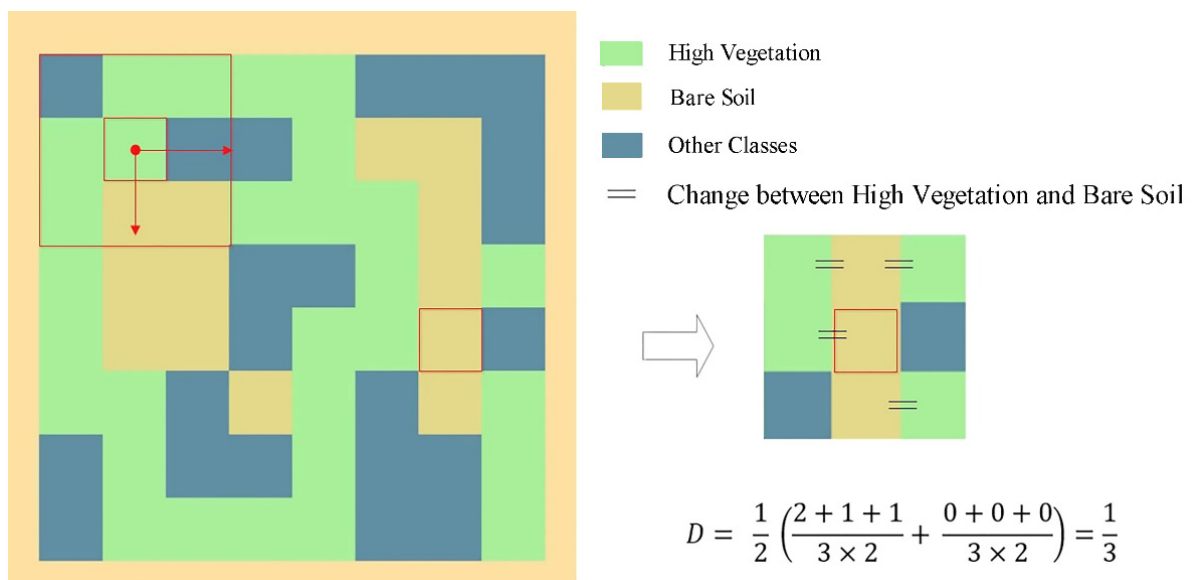 High Vegetation
Bare Soil
Other Classes
Change between High Vegetation and Bare Soil
D = 1/2 ( (2 + 1 + 1)/(3 × 2) + (0 + 0 + 0)/(3 × 2) ) = 1/3